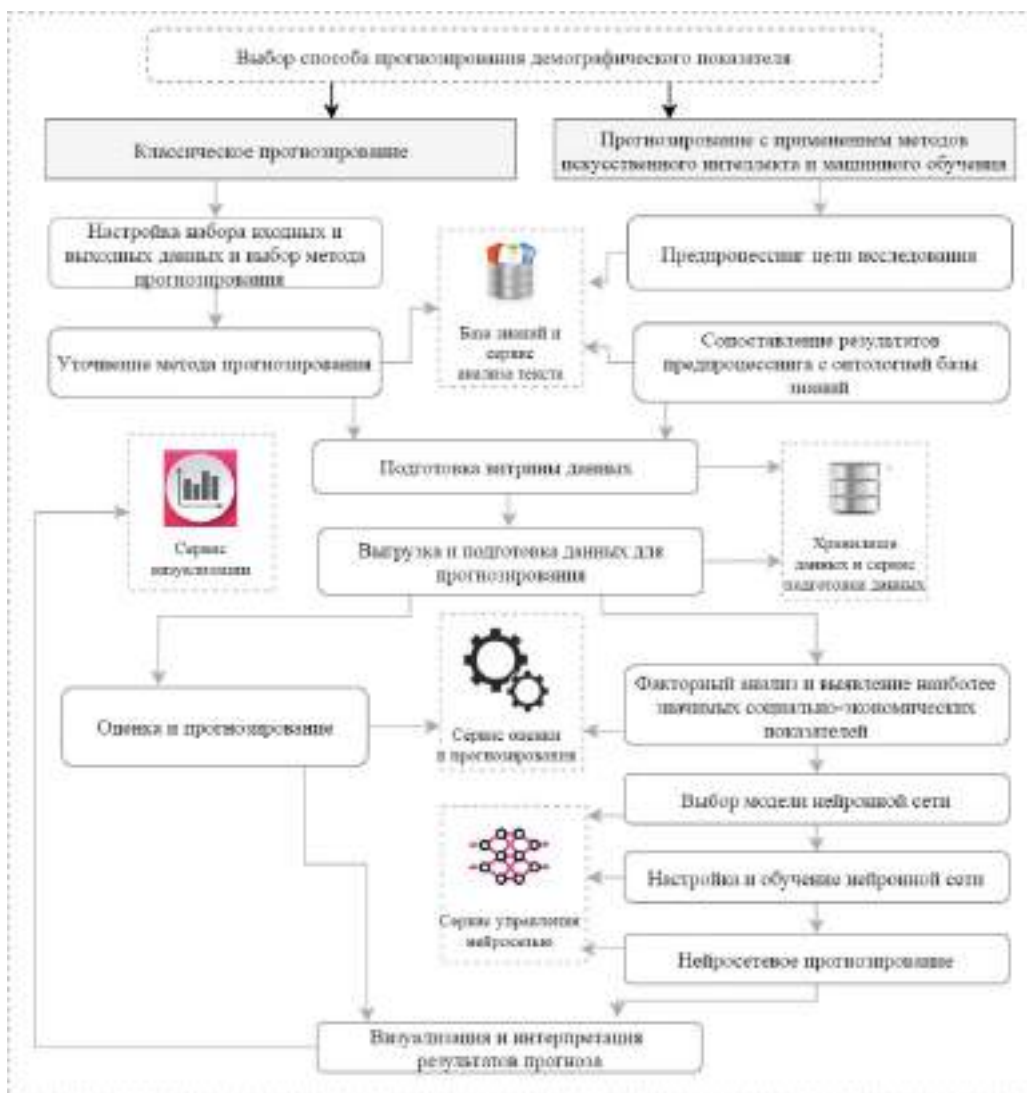 Выбор способа прогнозирования демографического показателя
Классическое прогнозирование
Прогнозирование с применением методов
искусственного интеллекта и машинного обучения
Настройка набора входных и
выходных данных и выбор метода
прогнозирования
Предпроцессинг цели исследования
База знаний и
сервис
анализа текста
Уточнение метода прогнозирования
Сопоставление результатов
предпроцессинга с онтологией базы
знаний
Подготовка витрины данных
Сервис
визуализации
Выгрузка и подготовка данных для
прогнозирования
Хранилище
данных и сервис
подготовки данных
Оценка и прогнозирование
Сервис оценки
и прогнозирования
Факторный анализ и выявление наиболее
значимых социально-экономических
показателей
Выбор модели нейронной сети
Настройка и обучение нейронной сети
Сервис управления
нейросетью
Нейросетевое прогнозирование
Визуализация и интерпретация
результатов прогноза